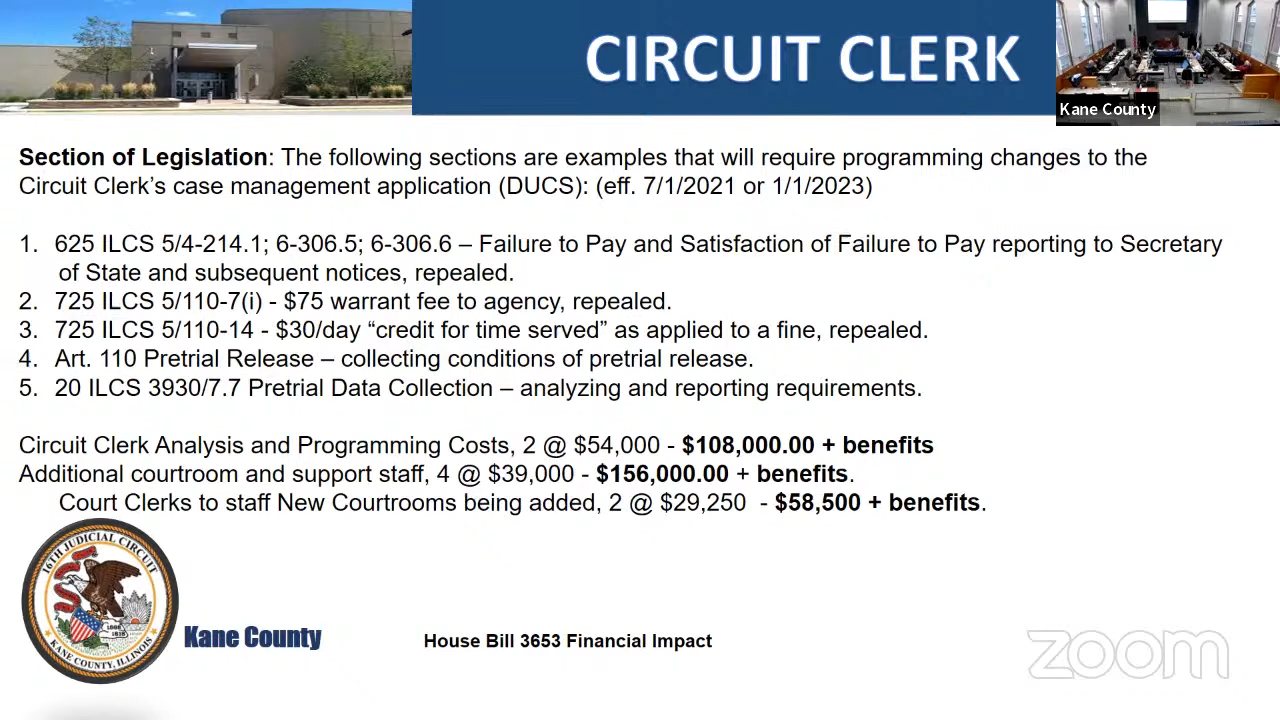 CIRCUIT CLERK
Kane County
Section of Legislation: The following sections are examples that will require programming changes to the
Circuit Clerk's case management application (DUCS): (eff. 7/1/2021 or 1/1/2023)
1. 625 ILCS 5/4-214.1; 6-306.5; 6-306.6 – Failure to Pay and Satisfaction of Failure to Pay reporting to Secretary
of State and subsequent notices, repealed.
2. 725 ILCS 5/110-7(i) - $75 warrant fee to agency, repealed.
3. 725 ILCS 5/110-14 - $30/day “credit for time served” as applied to a fine, repealed.
4. Art. 110 Pretrial Release – collecting conditions of pretrial release.
5. 20 ILCS 3930/7.7 Pretrial Data Collection – analyzing and reporting requirements.
Circuit Clerk Analysis and Programming Costs, 2 @ $54,000 - $108,000.00 + benefits
Additional courtroom and support staff, 4 @ $39,000 - $156,000.00 + benefits.
Court Clerks to staff New Courtrooms being added, 2 @ $29,250 - $58,500 + benefits.
16TH JUDICIAL CIRCUIT
1868
1818
KANE COUNTY, ILLINOIS
Kane County
House Bill 3653 Financial Impact
zoom